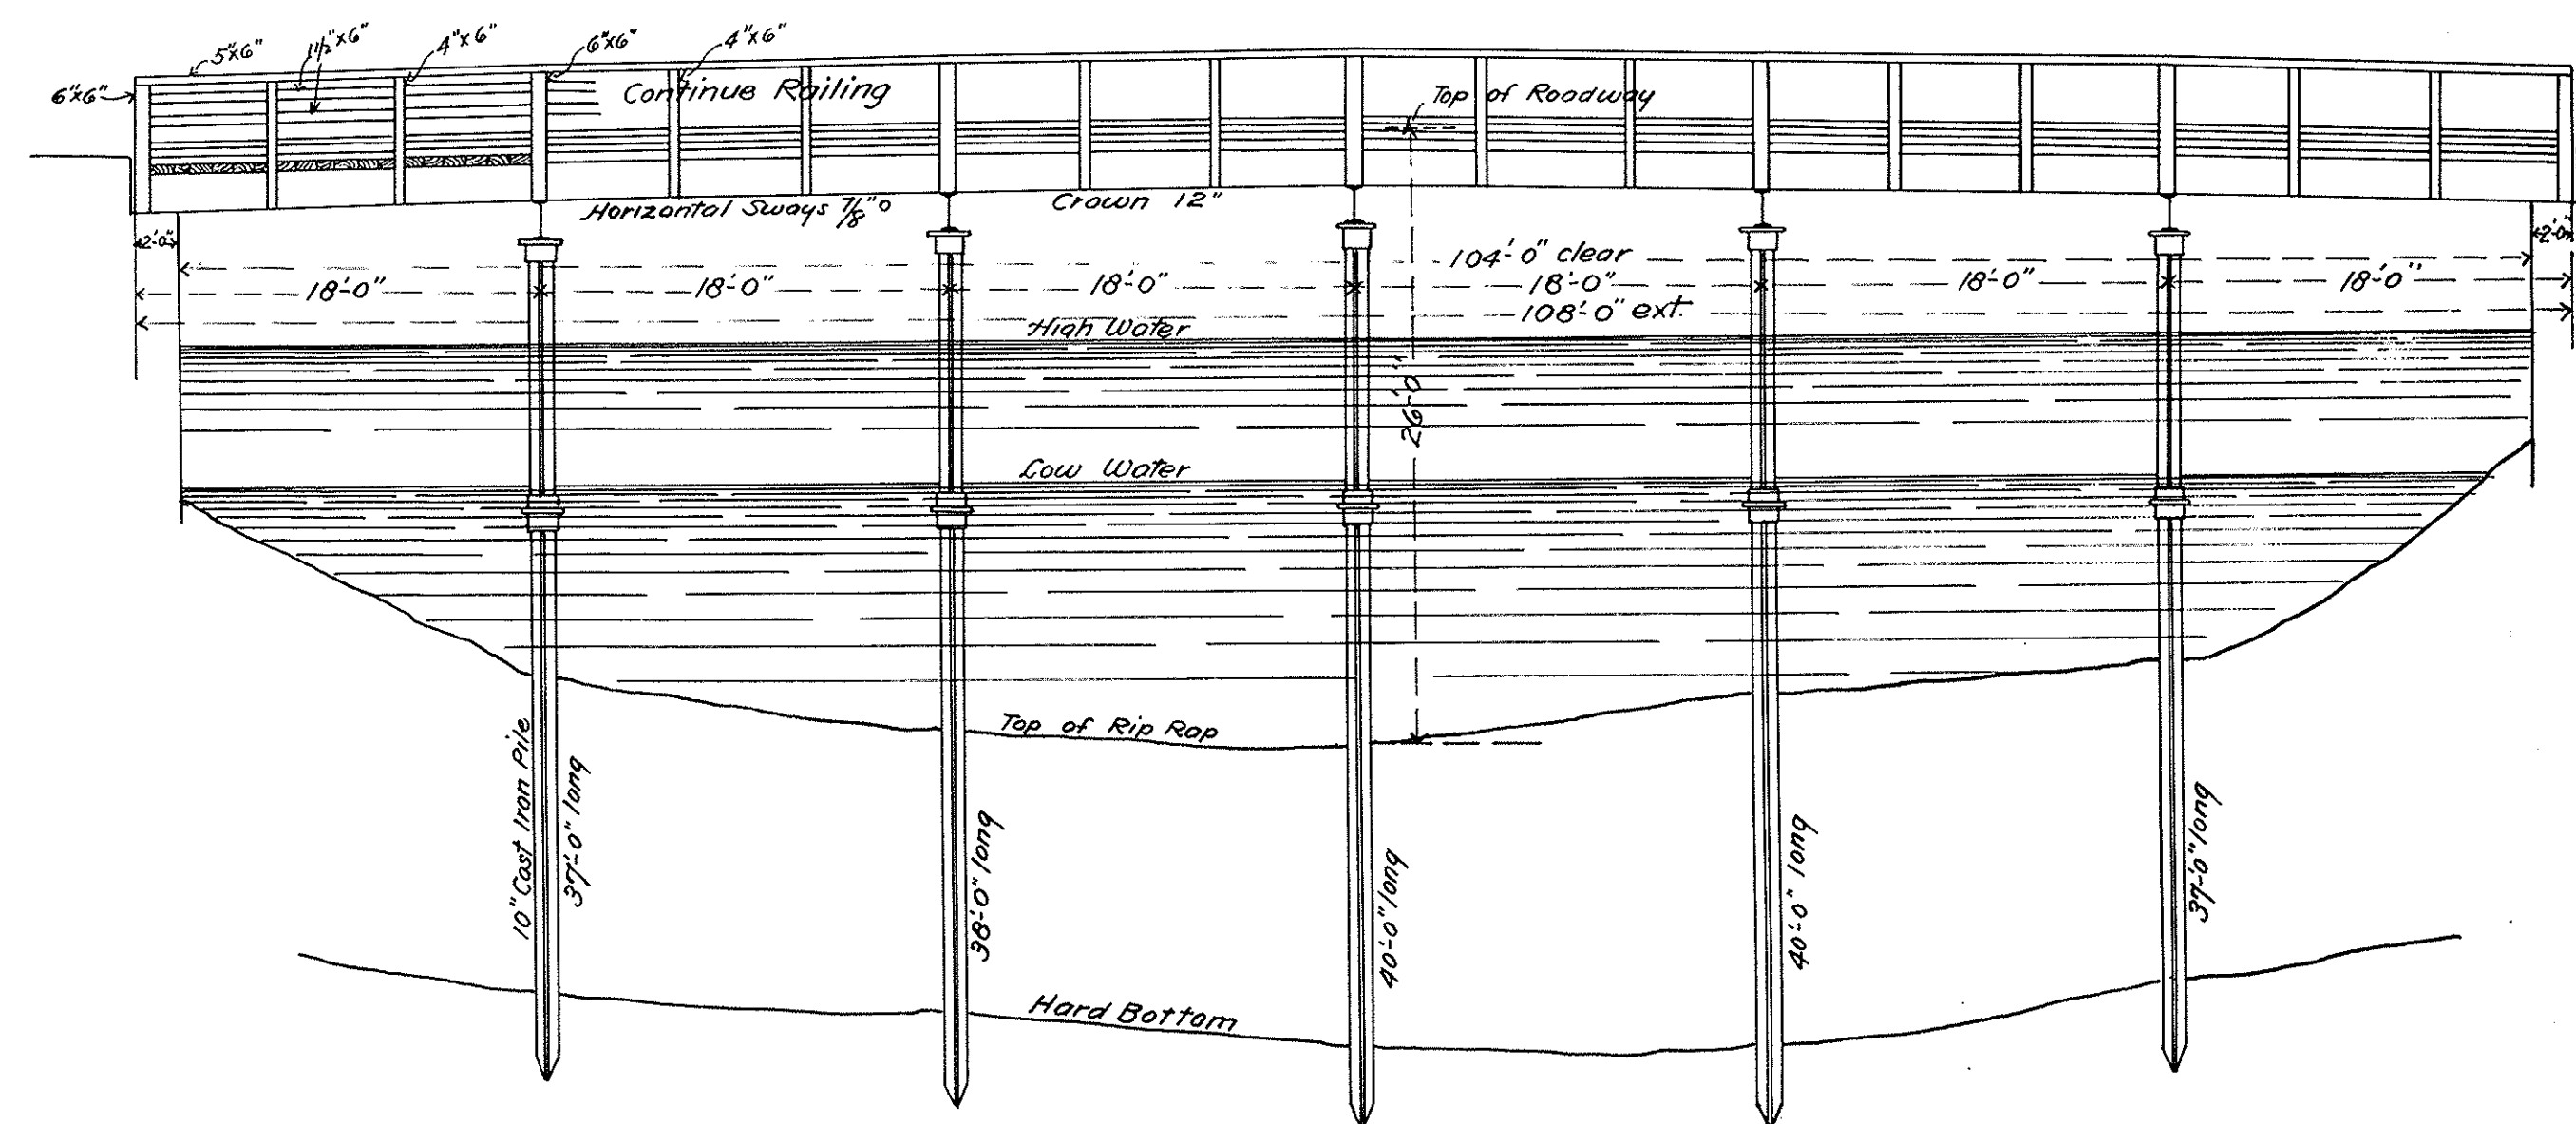 6"x6"
5"x6"
1½"x6"
4"x6"
6"x6"
4"x6"
Continue Railing
Top of Roadway
Horizontal Sways 7/8"o
Crown 12"
2'-0"
104'-0" clear
2'-0"
18'-0"
18'-0"
18'-0"
18'-0"
18'-0"
18'-0"
108'-0" ext.
High Water
26'-0"
Low Water
Top of Rip Rap
10" Cast Iron Pile
37'-0" long
38'-0" long
40'-0" long
40'-0" long
37'-0" long
Hard Bottom